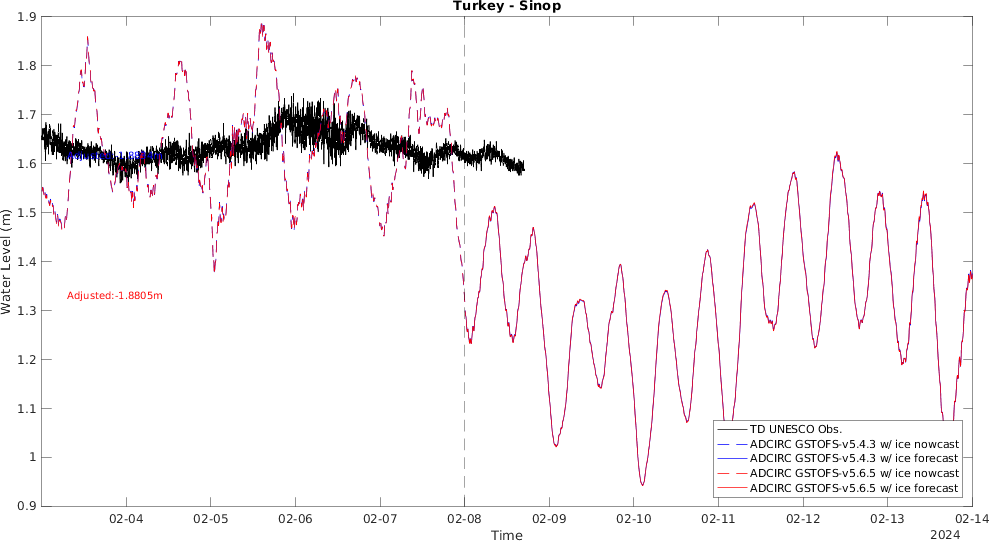 Turkey - Sinop
1.9
1.8
1.7
1.6
1.5
1.4
1.3
1.2
1.1
1
0.9
Water Level (m)
Adjusted:-1.8805m
02-04
02-05
02-06
02-07
02-08
02-09
02-10
02-11
02-12
02-13
02-14
Time
2024
TD UNESCO Obs.
ADCIRC GSTOFS-v5.4.3 w/ ice nowcast
ADCIRC GSTOFS-v5.4.3 w/ ice forecast
ADCIRC GSTOFS-v5.6.5 w/ ice nowcast
ADCIRC GSTOFS-v5.6.5 w/ ice forecast